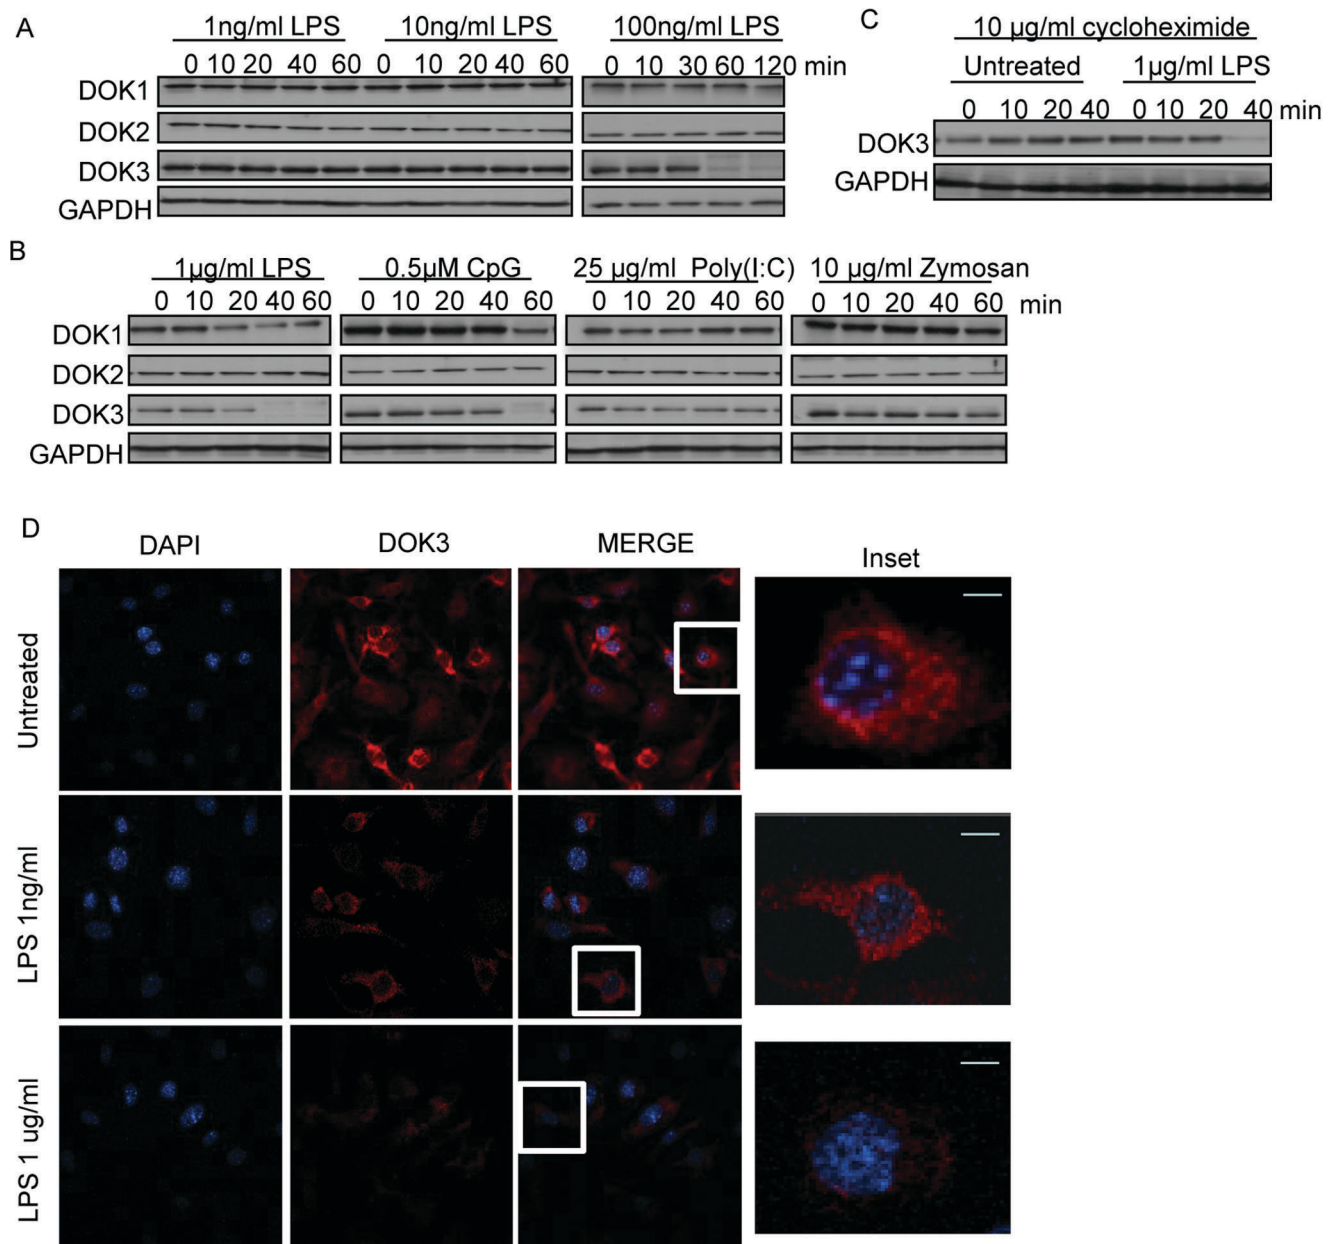 A
1ng/ml LPS 10ng/ml LPS 100ng/ml LPS
0 10 20 40 60 0 10 20 40 60 0 10 30 60 120 min
DOK1
DOK2
DOK3
GAPDH
C
10 µg/ml cycloheximide
Untreated 1µg/ml LPS
0 10 20 40 0 10 20 40 min
DOK3
GAPDH
B
1µg/ml LPS 0.5µM CpG 25 µg/ml Poly(I:C) 10 µg/ml Zymosan
0 10 20 40 60 0 10 20 40 60 0 10 20 40 60 0 10 20 40 60 min
DOK1
DOK2
DOK3
GAPDH
D
DAPI DOK3 MERGE Inset
Untreated
LPS 1ng/ml
LPS 1 ug/ml